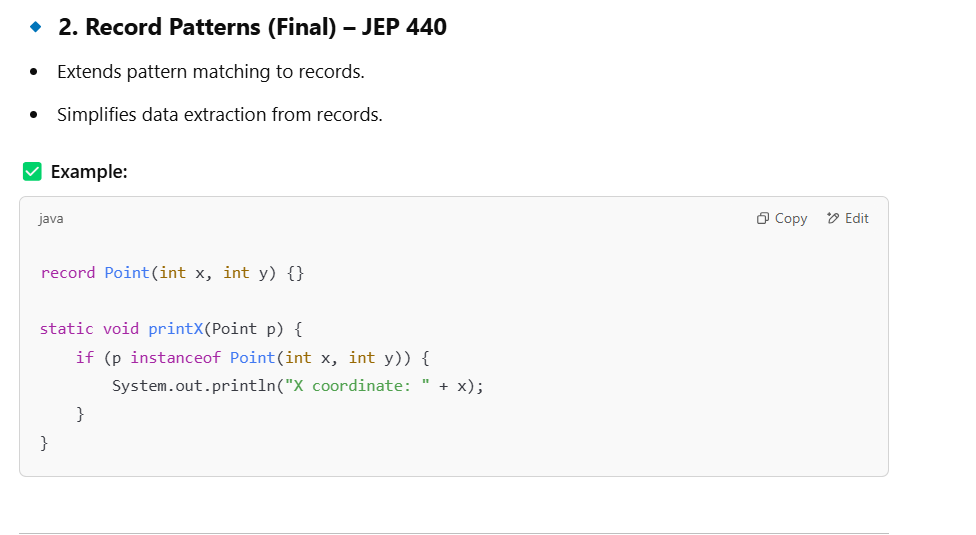 2. Record Patterns (Final) – JEP 440
Extends pattern matching to records.
Simplifies data extraction from records.
Example:
java
Copy
Edit
record Point(int x, int y) {}
static void printX(Point p) {
    if (p instanceof Point(int x, int y)) {
        System.out.println("X coordinate: " + x);
    }
}